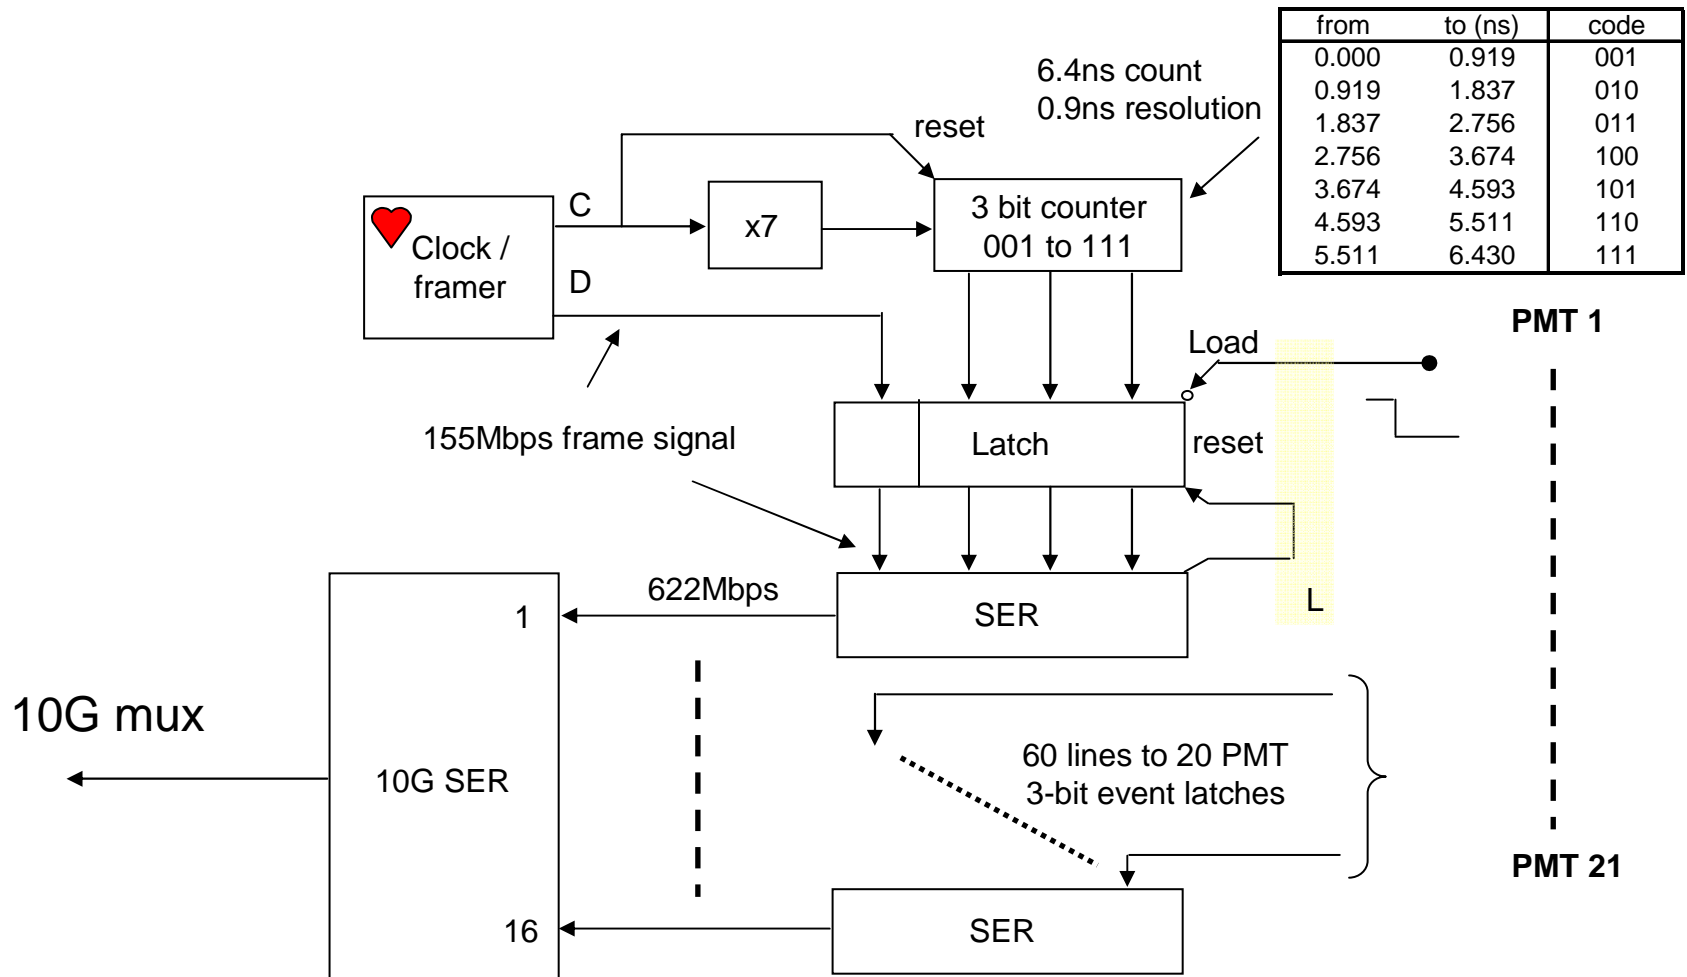 from to (ns) code
0.000 0.919 001
0.919 1.837 010
1.837 2.756 011
2.756 3.674 100
3.674 4.593 101
4.593 5.511 110
5.511 6.430 111
6.4ns count
0.9ns resolution
reset
C
x7
3 bit counter
001 to 111
Clock /
framer
D
PMT 1
Load
155Mbps frame signal
Latch
reset
622Mbps
1
SER
L
10G mux
10G SER
60 lines to 20 PMT
3-bit event latches
PMT 21
16
SER